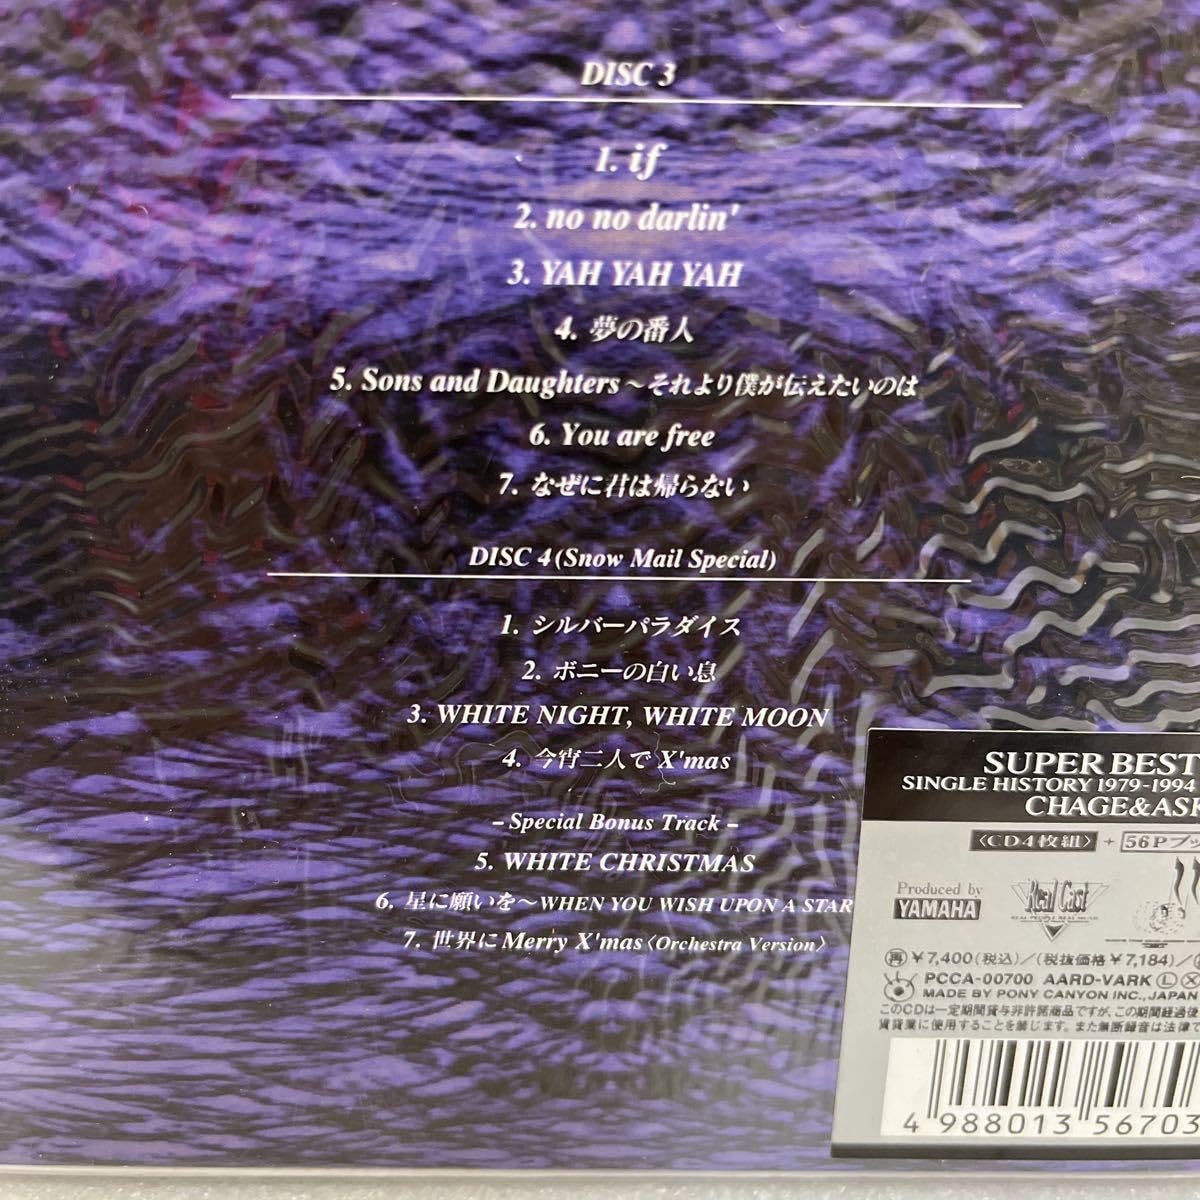 DISC 3
1. if
2. no no darlin'
3. YAH YAH YAH
4. 夢の番人
5. Sons and Daughters～それより僕が伝えたいのは
6. You are free
7. なぜに君は帰らない
DISC 4 (Snow Mail Special)
1. シルバーパラダイス
2. ボニーの白い息
3. WHITE NIGHT, WHITE MOON
4. 今宵二人で X'mas
– Special Bonus Track –
5. WHITE CHRISTMAS
6. 星に願いを～WHEN YOU WISH UPON A STAR
7. 世界に Merry X'mas〈Orchestra Version〉
SUPER BEST
SINGLE HISTORY 1979-1994
CHAGE&ASK
〈CD4枚組〉+ 56Pブッ
Produced by
YAMAHA
Real Cast
REAL PEOPLE REAL MUSIC
再 ¥7,400(税込)/(税抜価格¥7,184)/
PCCA-00700 AARD-VARK Ⓛ Ⓧ
MADE BY PONY CANYON INC., JAPAN
このCDは一定期間貸与非許諾商品ですが、この期間経過後
賃貸業に使用することを禁じます。また無断録音は法律で
4 988013 56703